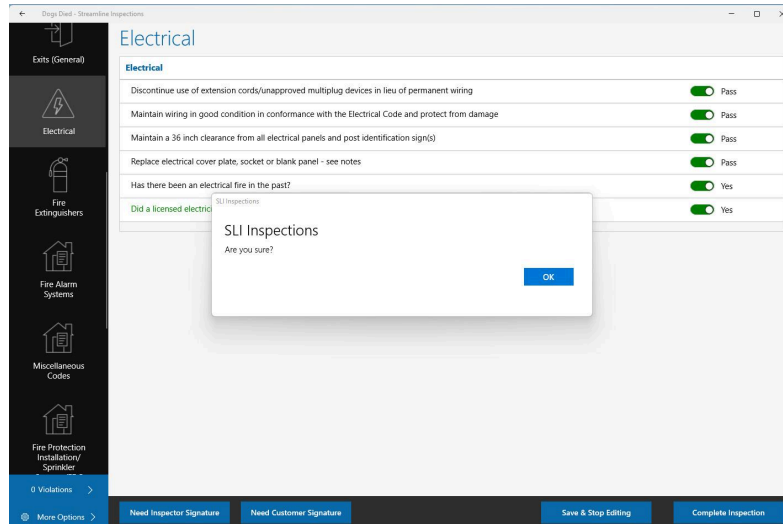 Dogs Died - Streamline Inspections
Exits (General)
Electrical
Fire
Extinguishers
Fire Alarm
Systems
Miscellaneous
Codes
Fire Protection
Installation/
Sprinkler
0 Violations
More Options
Electrical
Electrical
Discontinue use of extension cords/unapproved multiplug devices in lieu of permanent wiring Pass
Maintain wiring in good condition in conformance with the Electrical Code and protect from damage Pass
Maintain a 36 inch clearance from all electrical panels and post identification sign(s) Pass
Replace electrical cover plate, socket or blank panel - see notes Pass
Has there been an electrical fire in the past? Yes
Did a licensed electrici Yes
SLI Inspections
SLI Inspections
Are you sure?
OK
Need Inspector Signature Need Customer Signature Save & Stop Editing Complete Inspection